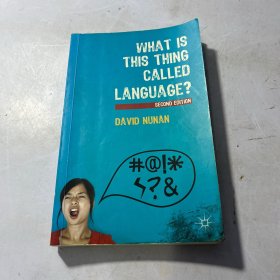 WHAT IS
THIS THING
CALLED
LANGUAGE?
SECOND EDITION
DAVID NUNAN
#@|*
?&